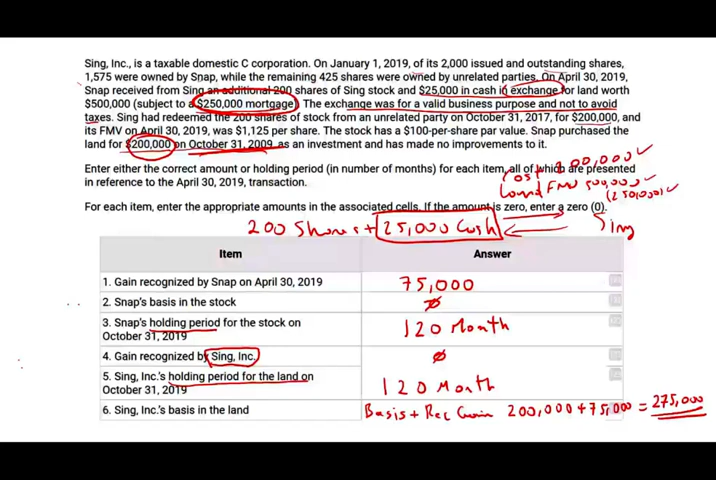 Sing, Inc., is a taxable domestic C corporation. On January 1, 2019, of its 2,000 issued and outstanding shares,
1,575 were owned by Snap, while the remaining 425 shares were owned by unrelated parties. On April 30, 2019,
Snap received from Sing an additional 200 shares of Sing stock and $25,000 in cash in exchange for land worth
$500,000 (subject to a $250,000 mortgage). The exchange was for a valid business purpose and not to avoid
taxes. Sing had redeemed the 200 shares of stock from an unrelated party on October 31, 2017, for $200,000, and
its FMV on April 30, 2019, was $1,125 per share. The stock has a $100-per-share par value. Snap purchased the
land for $200,000 on October 31, 2009, as an investment and has made no improvements to it.
Cost 200,000
Enter either the correct amount or holding period (in number of months) for each item, all of which are presented
Land FMV 500,000
in reference to the April 30, 2019, transaction.
(250,000)
For each item, enter the appropriate amounts in the associated cells. If the amount is zero, enter a zero (0).
200 Shares + 25,000 Cash
Sing
Item Answer
1. Gain recognized by Snap on April 30, 2019 75,000
2. Snap's basis in the stock 0
3. Snap's holding period for the stock on
October 31, 2019
120 Month
4. Gain recognized by Sing, Inc. 0
5. Sing, Inc.'s holding period for the land on
October 31, 2019
120 Month
6. Sing, Inc.'s basis in the land Basis + Rec Gain 200,000 + 75,000 = 275,000